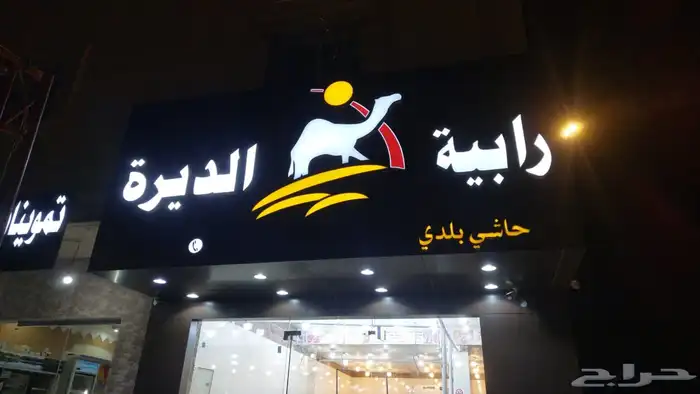 رابية الديرة
حاشي بلدي
تموينا
حراج